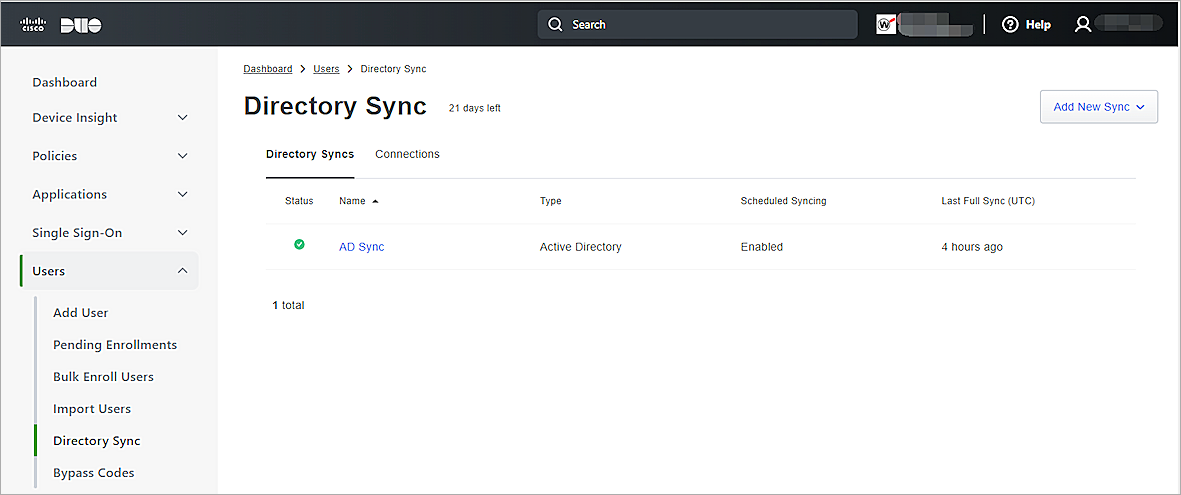 cisco DUO Search W Help
Dashboard
Device Insight
Policies
Applications
Single Sign-On
Users
Add User
Pending Enrollments
Bulk Enroll Users
Import Users
Directory Sync
Bypass Codes
Dashboard > Users > Directory Sync
Directory Sync 21 days left
Add New Sync
Directory Syncs Connections
Status Name Type Scheduled Syncing Last Full Sync (UTC)
AD Sync Active Directory Enabled 4 hours ago
1 total